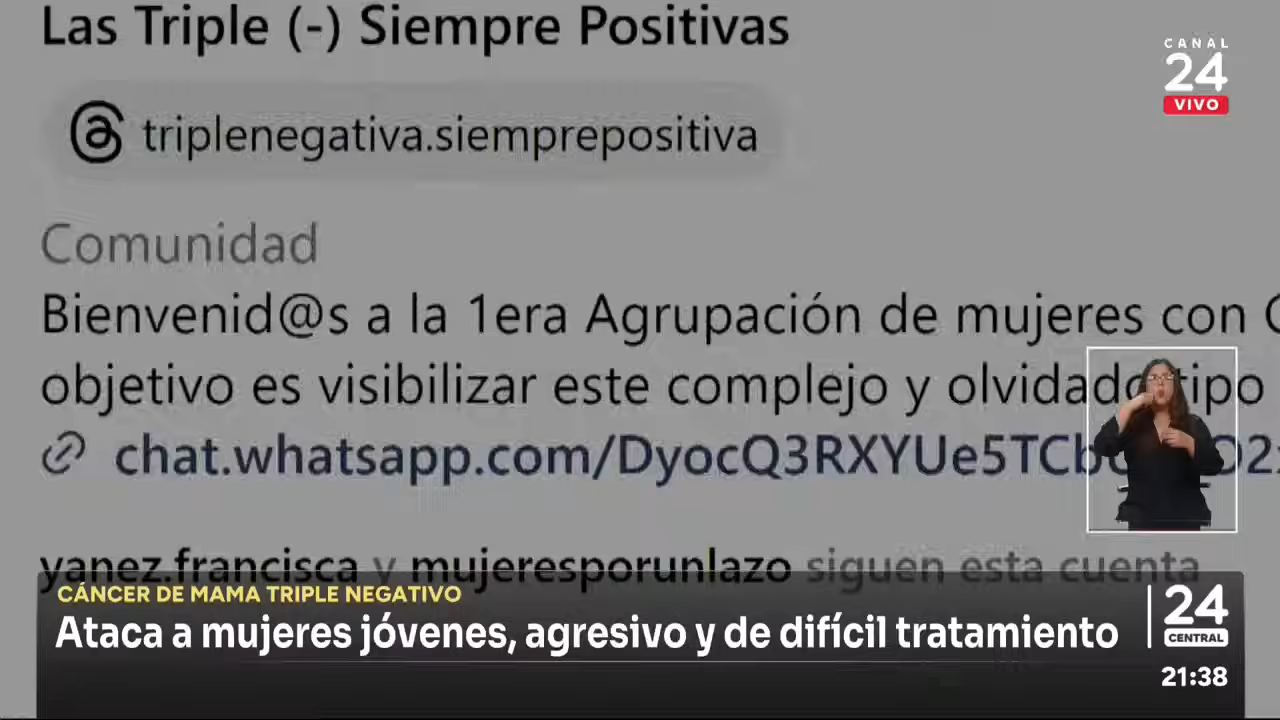 Las Triple (-) Siempre Positivas
CANAL
24
VIVO
triplenegativa.siemprepositiva
Comunidad
Bienvenid@s a la 1era Agrupación de mujeres con
objetivo es visibilizar este complejo y olvidado tipo
chat.whatsapp.com/DyocQ3RXYUe5TCb
yanez.francisca y mujeresporunlazo siguen esta cuenta
CÁNCER DE MAMA TRIPLE NEGATIVO
Ataca a mujeres jóvenes, agresivo y de difícil tratamiento
24
CENTRAL
21:38